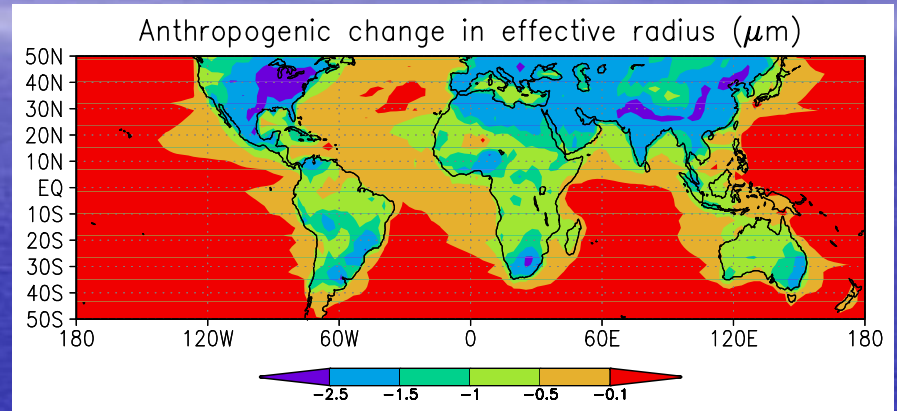 Anthropogenic change in effective radius (μm)
50N
40N
30N
20N
10N
EQ
10S
20S
30S
40S
50S
180 120W 60W 0 60E 120E 180
-2.5 -1.5 -1 -0.5 -0.1